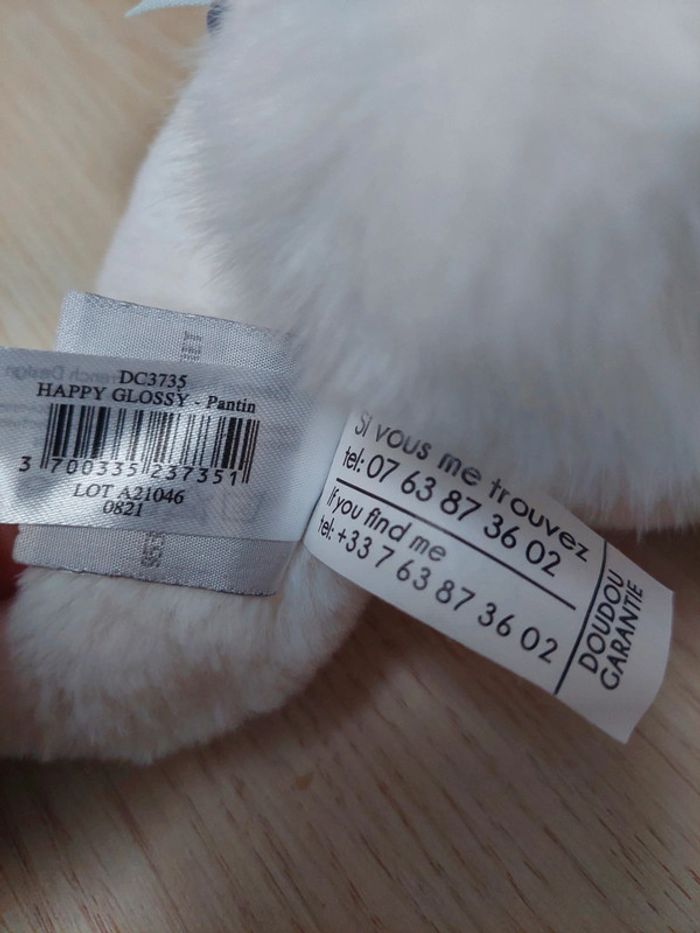 DC3735
HAPPY GLOSSY - Pantin
3 700335 237351
LOT A21046
0821
Si vous me trouvez
tel: 07 63 87 36 02
If you find me
tel: +33 7 63 87 36 02
DOUDOU
GARANTIE